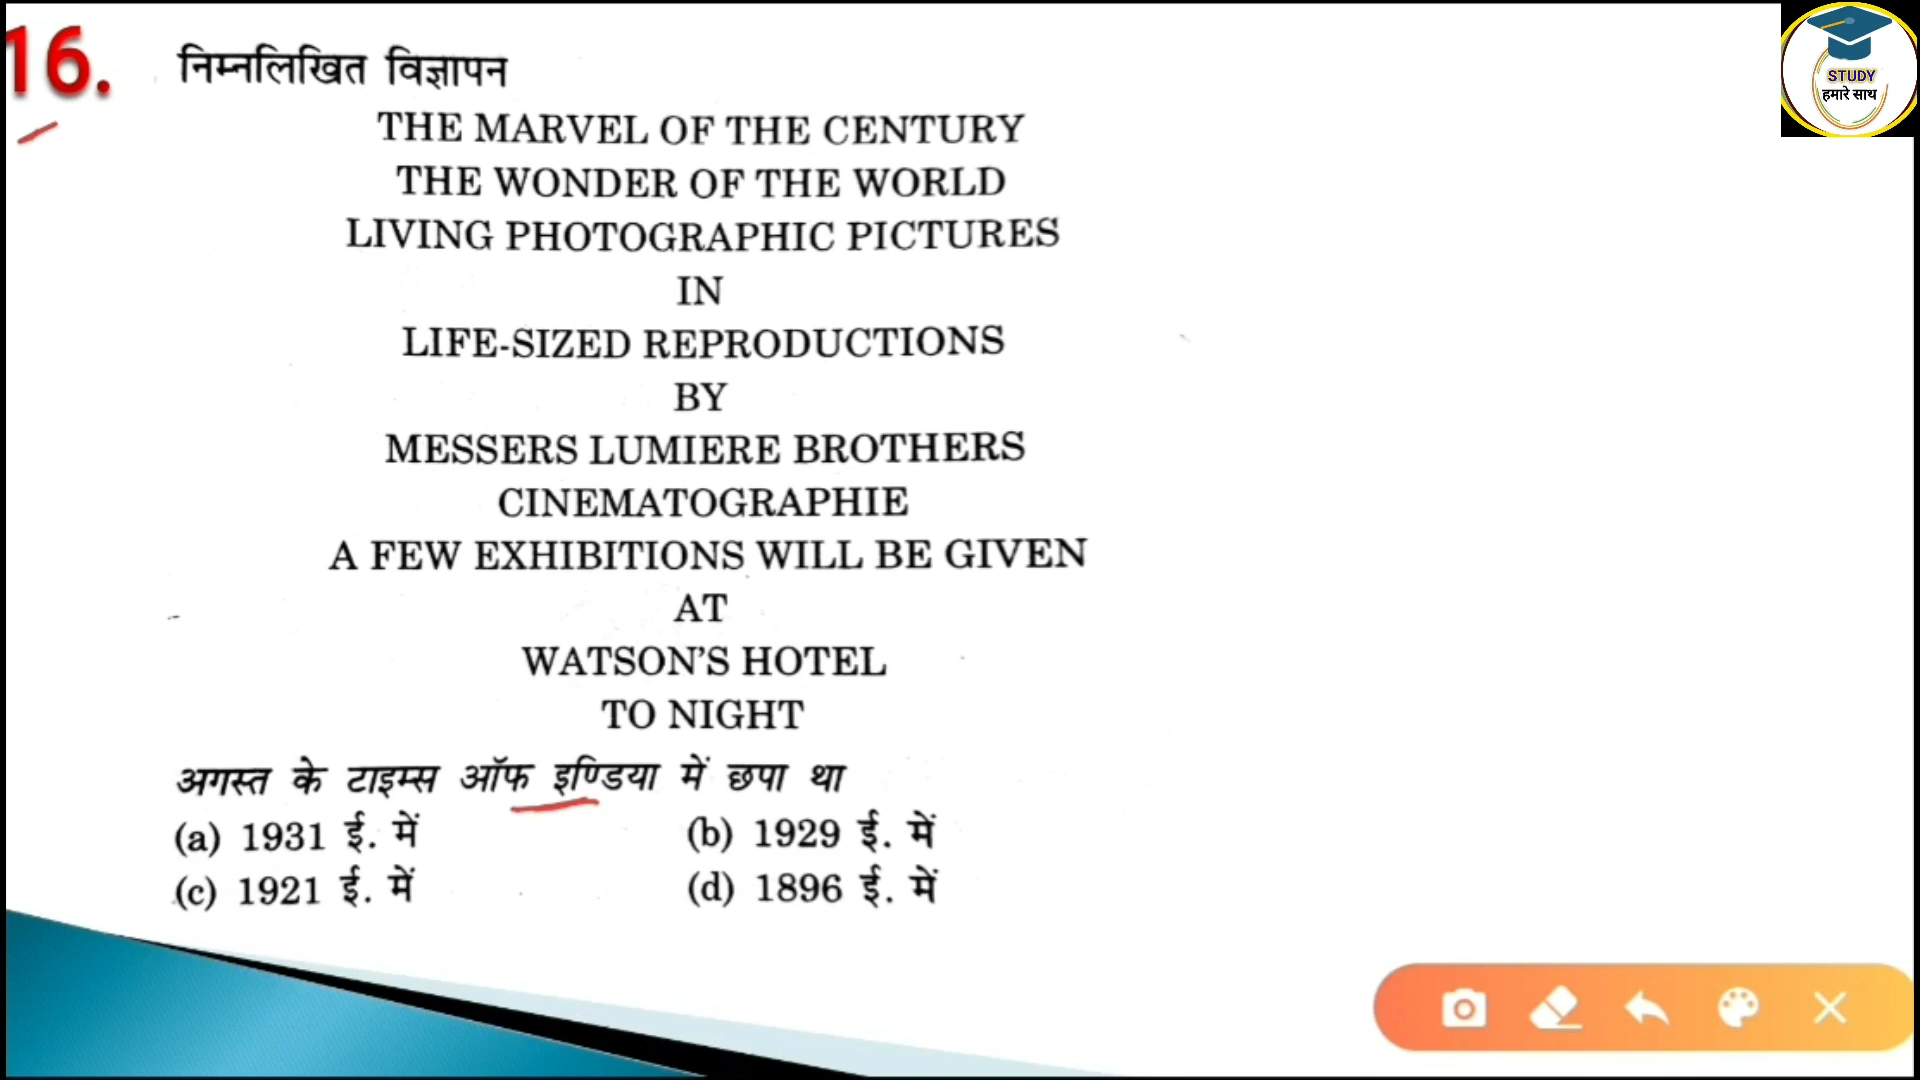 16.
निम्नलिखित विज्ञापन
THE MARVEL OF THE CENTURY
THE WONDER OF THE WORLD
LIVING PHOTOGRAPHIC PICTURES
IN
LIFE-SIZED REPRODUCTIONS
BY
MESSERS LUMIERE BROTHERS
CINEMATOGRAPHIE
A FEW EXHIBITIONS WILL BE GIVEN
AT
WATSON'S HOTEL
TO NIGHT
अगस्त के टाइम्स ऑफ इण्डिया में छपा था
(a) 1931 ई. में
(b) 1929 ई. में
(c) 1921 ई. में
(d) 1896 ई. में
STUDY
हमारे साथ